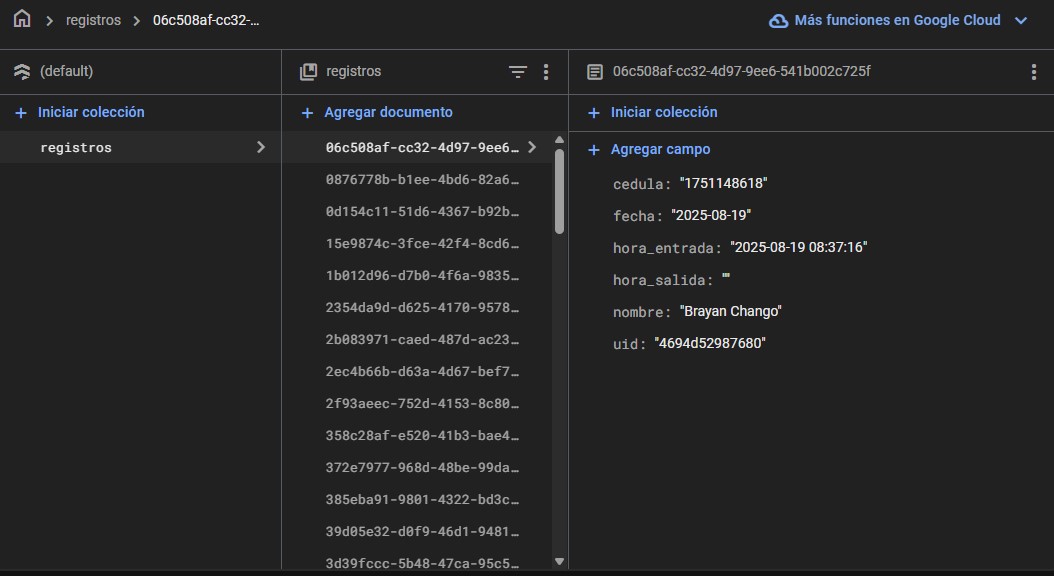 registros
06c508af-cc32-...
Más funciones en Google Cloud
(default)
registros
06c508af-cc32-4d97-9ee6-541b002c725f
+ Iniciar colección
+ Agregar documento
+ Iniciar colección
registros
06c508af-cc32-4d97-9ee6…
0876778b-b1ee-4bd6-82a6…
0d154c11-51d6-4367-b92b…
15e9874c-3fce-42f4-8cd6…
1b012d96-d7b0-4f6a-9835…
2354da9d-d625-4170-9578…
2b083971-caed-487d-ac23…
2ec4b66b-d63a-4d67-bef7…
2f93aeec-752d-4153-8c80…
358c28af-e520-41b3-bae4…
372e7977-968d-48be-99da…
385eba91-9801-4322-bd3c…
39d05e32-d0f9-46d1-9481…
3d39fccc-5b48-47ca-95c5…
+ Agregar campo
cedula: "1751148618"
fecha: "2025-08-19"
hora_entrada: "2025-08-19 08:37:16"
hora_salida: ""
nombre: "Brayan Chango"
uid: "4694d52987680"